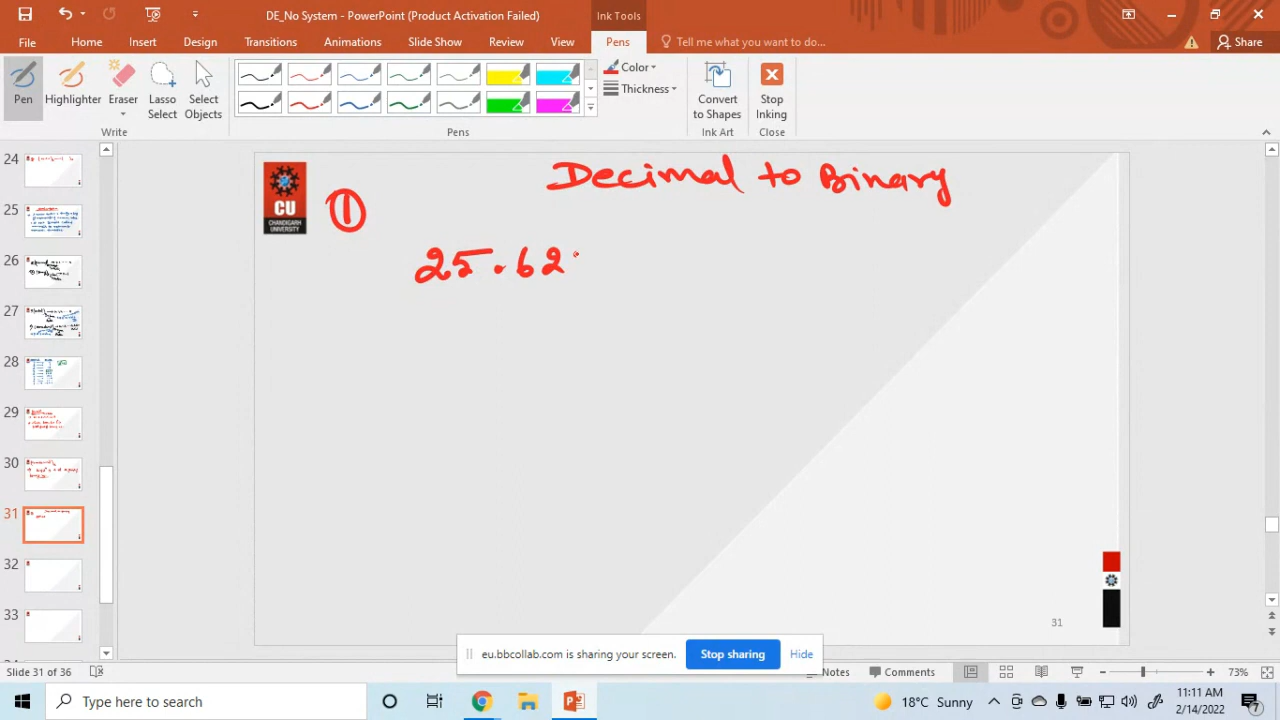 DE_No System - PowerPoint (Product Activation Failed)
Ink Tools
File Home Insert Design Transitions Animations Slide Show Review View Pens Tell me what you want to do... Share
Pen Highlighter Eraser Lasso Select Select Objects
Color
Thickness
Convert to Shapes
Stop Inking
Write Pens Ink Art Close
24
25
26
27
28
29
30
31
32
33
CU
CHANDIGARH UNIVERSITY
Decimal to Binary
1
25.62
31
eu.bbcollab.com is sharing your screen. Stop sharing Hide
Slide 31 of 36 Notes Comments 73%
Type here to search
18°C Sunny
11:11 AM
2/14/2022
7